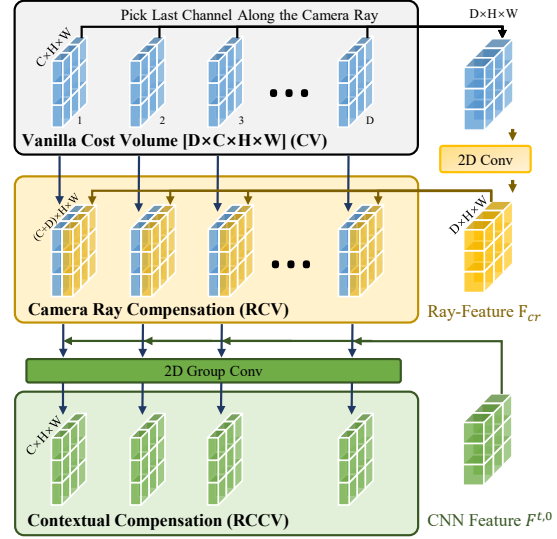 Pick Last Channel Along the Camera Ray
D×H×W
C×H×W
1
2
3
D
Vanilla Cost Volume [D×C×H×W] (CV)
2D Conv
(C+D)×H×W
D×H×W
Camera Ray Compensation (RCV)
Ray-Feature F_cr
2D Group Conv
C×H×W
Contextual Compensation (RCCV)
CNN Feature F^t,0